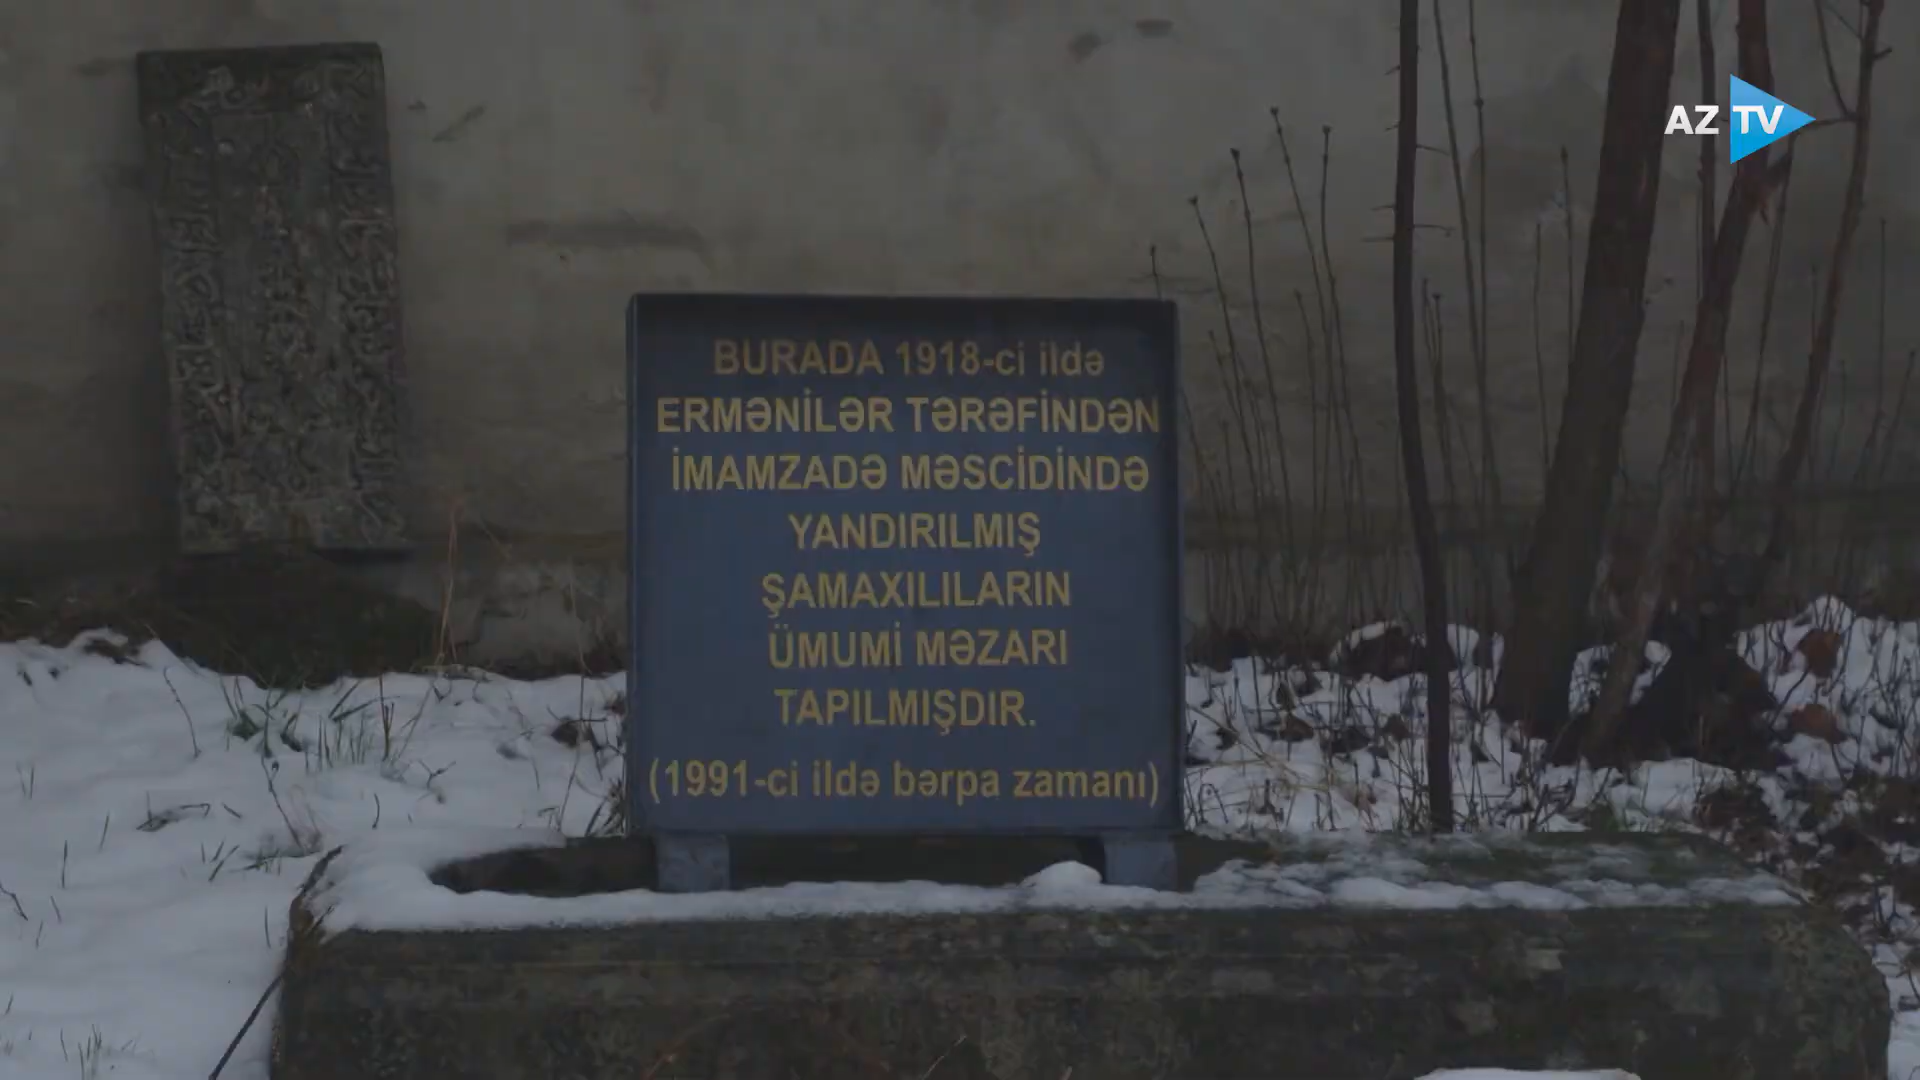 AZ TV
BURADA 1918-ci ildə
ERMƏNİLƏR TƏRƏFİNDƏN
İMAMZADƏ MƏSCİDİNDƏ
YANDIRILMIŞ
ŞAMAXILILARIN
ÜMUMİ MƏZARI
TAPILMIŞDIR.
(1991-ci ildə bərpa zamanı)